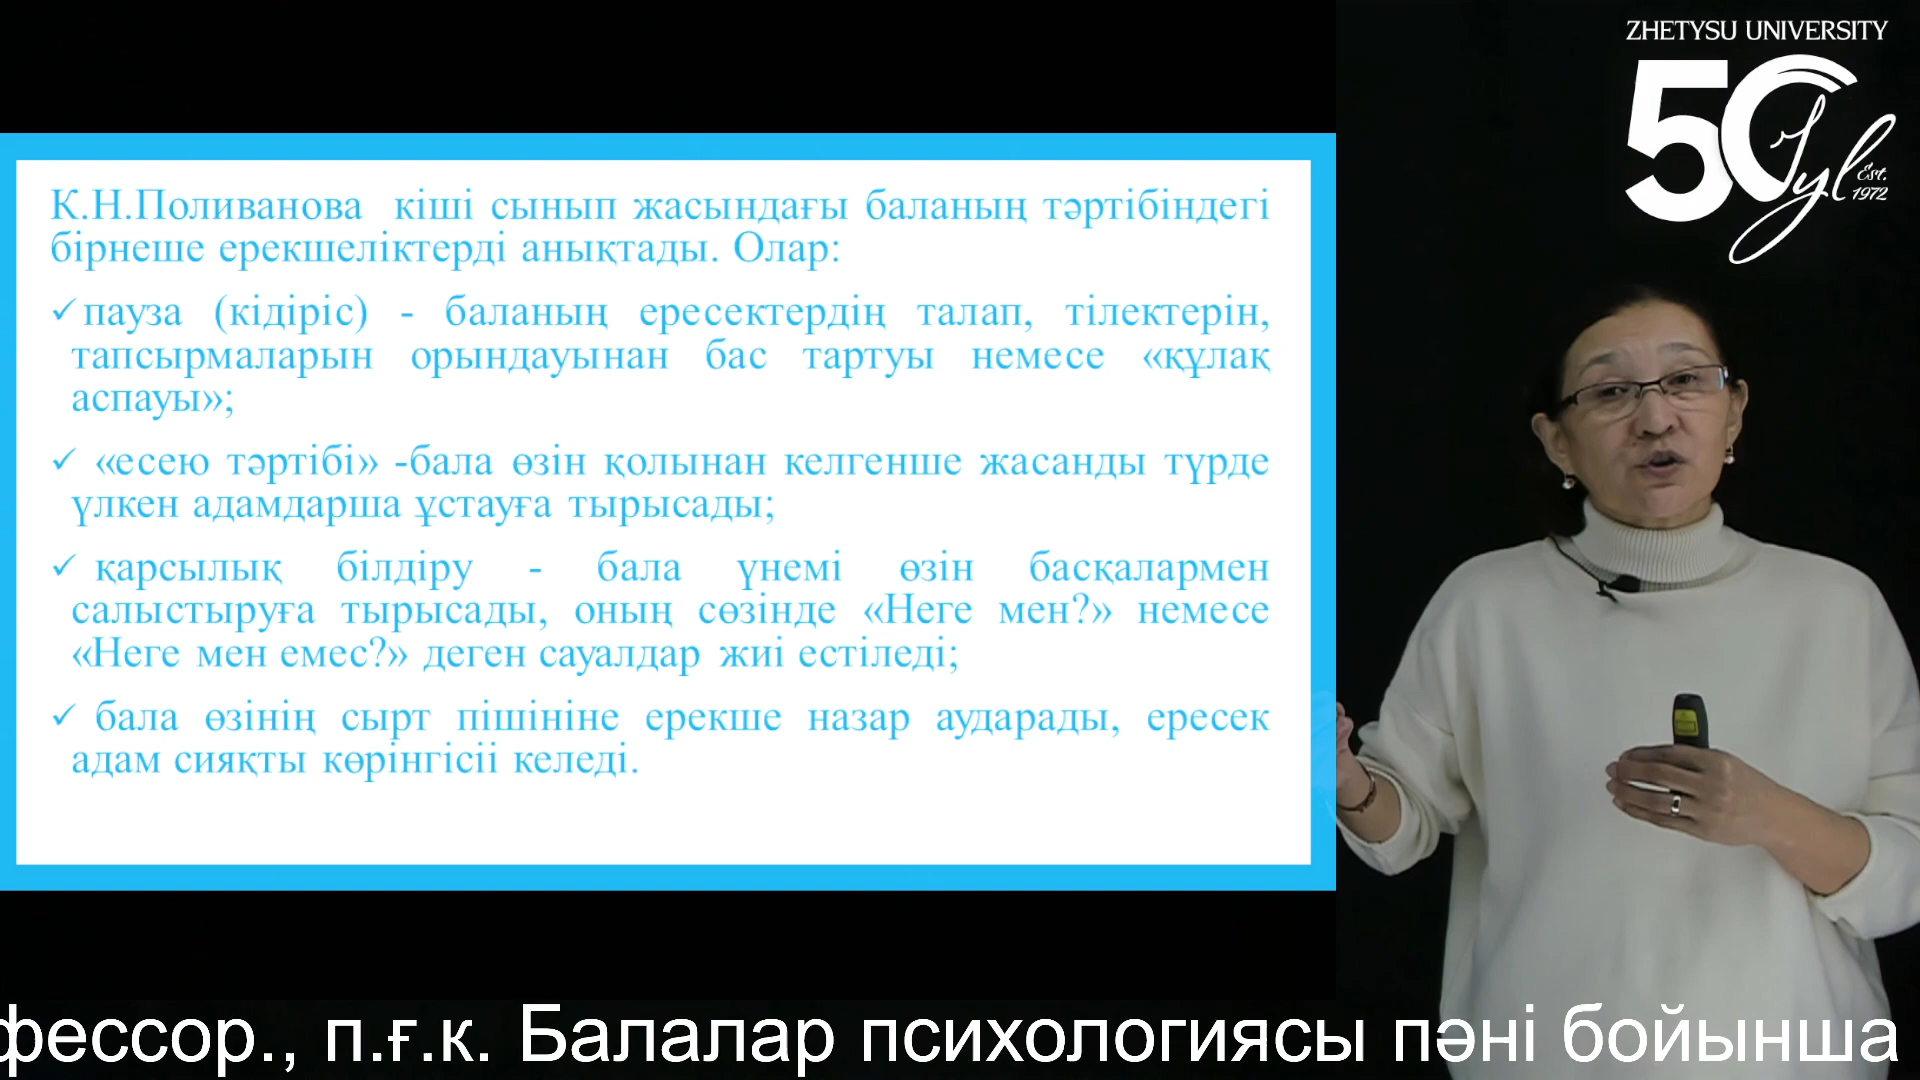 ZHETYSU UNIVERSITY
50 jyl
Est.
1972
К.Н.Поливанова кіші сынып жасындағы баланың тәртібіндегі
бірнеше ерекшеліктерді анықтады. Олар:
✓ пауза (кідіріс) - баланың ересектердің талап, тілектерін,
тапсырмаларын орындауынан бас тартуы немесе «құлақ
аспауы»;
✓ «есею тәртібі» -бала өзін қолынан келгенше жасанды түрде
үлкен адамдарша ұстауға тырысады;
✓ қарсылық білдіру - бала үнемі өзін басқалармен
салыстыруға тырысады, оның сөзінде «Неге мен?» немесе
«Неге мен емес?» деген сауалдар жиі естіледі;
✓ бала өзінің сырт пішініне ерекше назар аударады, ересек
адам сияқты көрінгісіі келеді.
фессор., п.ғ.к. Балалар психологиясы пәні бойынша